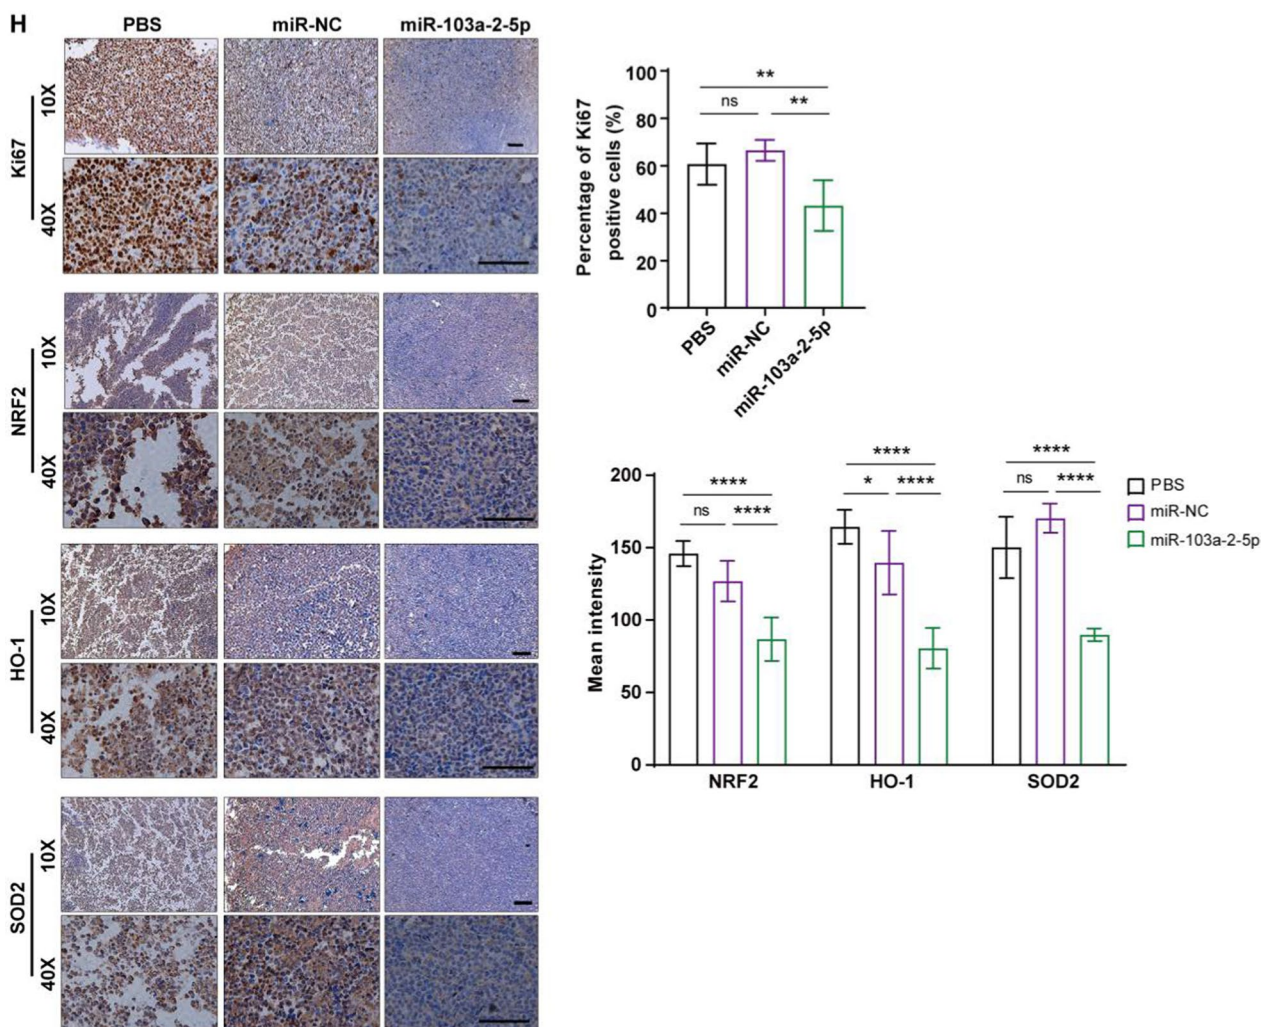 H
PBS miR-NC miR-103a-2-5p
Ki67
10X
40X
NRF2
10X
40X
HO-1
10X
40X
SOD2
10X
40X
Percentage of Ki67
positive cells (%)
100
80
60
40
20
0
**
ns **
PBS
miR-NC
miR-103a-2-5p
Mean intensity
200
150
100
50
0
****
ns ****
****
* ****
****
ns ****
NRF2 HO-1 SOD2
PBS
miR-NC
miR-103a-2-5p